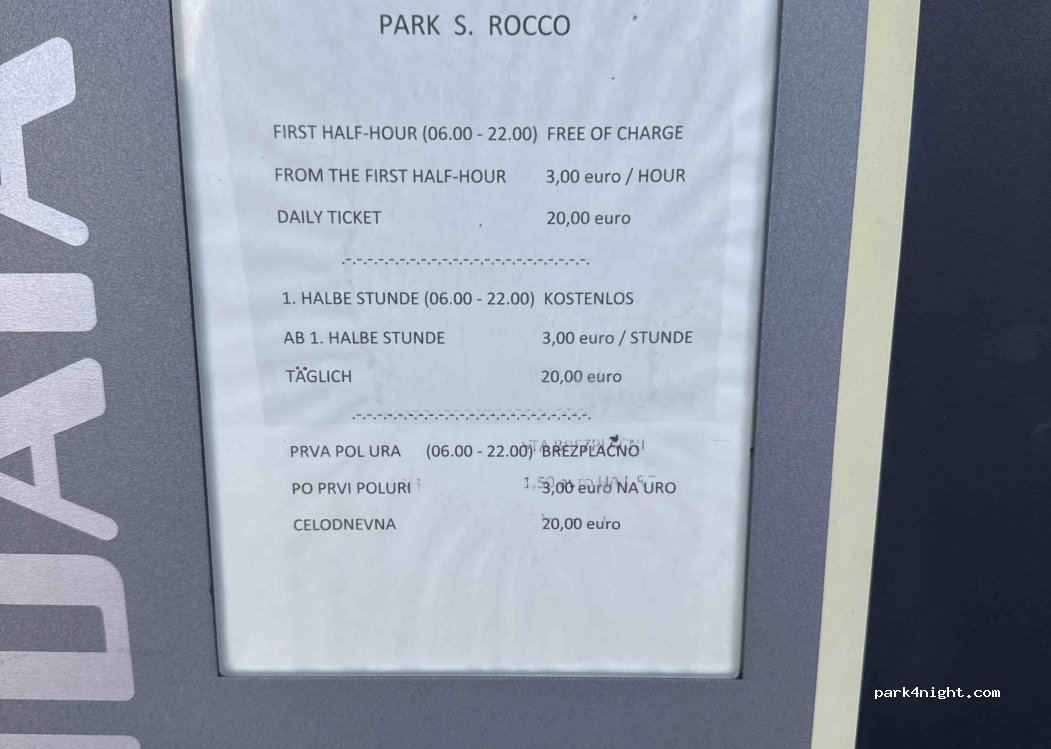 PARK S. ROCCO
FIRST HALF-HOUR (06.00 - 22.00) FREE OF CHARGE
FROM THE FIRST HALF-HOUR 3,00 euro / HOUR
DAILY TICKET 20,00 euro
-.-.-.-.-.-.-.-.-.-.-.-.-.-.-.-.-.-.-.-.-.
1. HALBE STUNDE (06.00 - 22.00) KOSTENLOS
AB 1. HALBE STUNDE 3,00 euro / STUNDE
TÄGLICH 20,00 euro
-.-.-.-.-.-.-.-.-.-.-.-.-.-.-.-.-.-.-.-.-.
PRVA POL URA (06.00 - 22.00) BREZPLAČNO
PO PRVI POLURI 3,00 euro NA URO
CELODNEVNA 20,00 euro
park4night.com